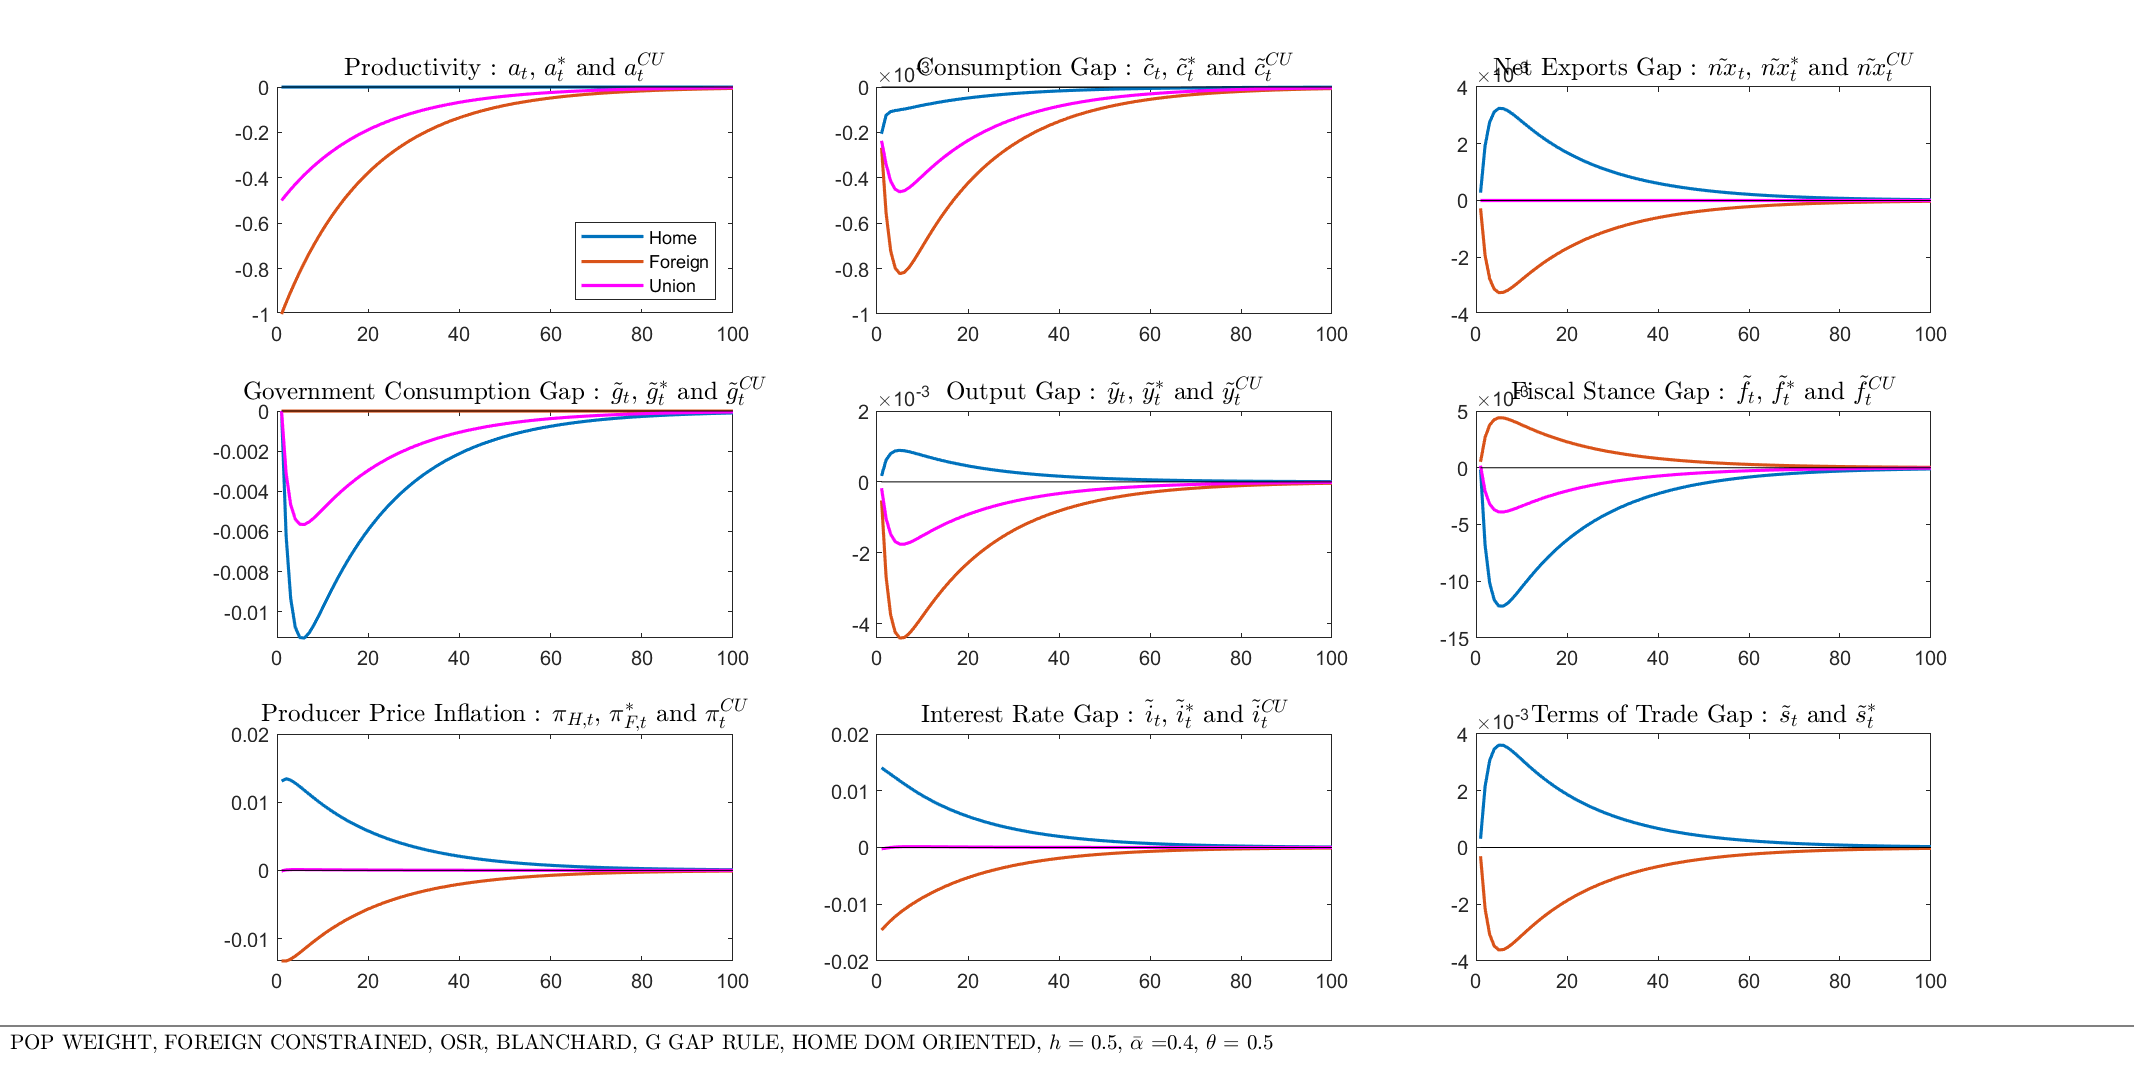 Productivity : a_t, a_t^* and a_t^{CU}
0
-0.2
-0.4
-0.6
-0.8
-1
0 20 40 60 80 100
Home
Foreign
Union
×10^{-3}
Consumption Gap : c̃_t, c̃_t^* and c̃_t^{CU}
0
-0.2
-0.4
-0.6
-0.8
-1
0 20 40 60 80 100
×10^{-3}
Net Exports Gap : ñx_t, ñx_t^* and ñx_t^{CU}
4
2
0
-2
-4
0 20 40 60 80 100
Government Consumption Gap : g̃_t, g̃_t^* and g̃_t^{CU}
0
-0.002
-0.004
-0.006
-0.008
-0.01
0 20 40 60 80 100
×10^{-3}
Output Gap : ỹ_t, ỹ_t^* and ỹ_t^{CU}
2
0
-2
-4
0 20 40 60 80 100
×10^{-3}
Fiscal Stance Gap : f̃_t, f̃_t^* and f̃_t^{CU}
5
0
-5
-10
-15
0 20 40 60 80 100
Producer Price Inflation : π_{H,t}, π_{F,t}^* and π_t^{CU}
0.02
0.01
0
-0.01
0 20 40 60 80 100
Interest Rate Gap : ĩ_t, ĩ_t^* and ĩ_t^{CU}
0.02
0.01
0
-0.01
-0.02
0 20 40 60 80 100
×10^{-3}
Terms of Trade Gap : s̃_t and s̃_t^*
4
2
0
-2
-4
0 20 40 60 80 100
POP WEIGHT, FOREIGN CONSTRAINED, OSR, BLANCHARD, G GAP RULE, HOME DOM ORIENTED, h = 0.5, ᾱ =0.4, θ = 0.5